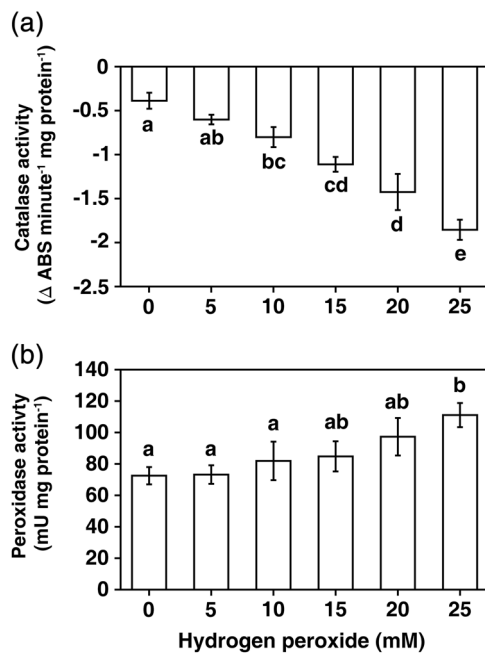 (a)
Catalase activity
(Δ ABS minute⁻¹ mg protein⁻¹)
0
-0.5
-1
-1.5
-2
-2.5
a
ab
bc
cd
d
e
0 5 10 15 20 25
(b)
Peroxidase activty
(mU mg protein⁻¹)
140
120
100
80
60
40
20
0
a a a ab ab b
0 5 10 15 20 25
Hydrogen peroxide (mM)